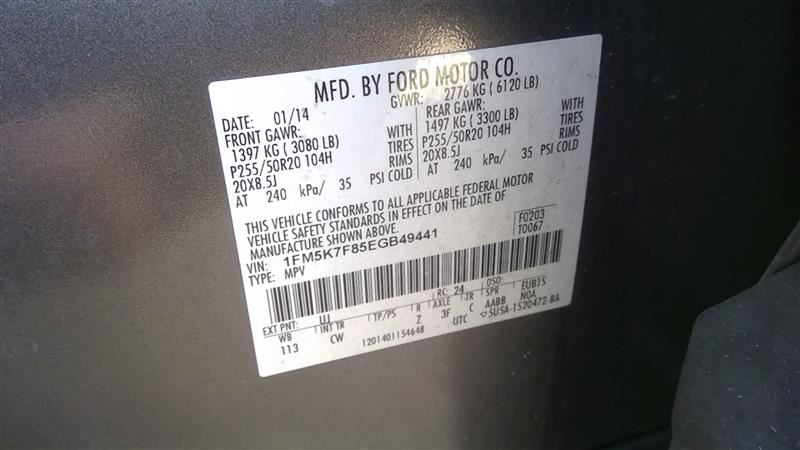 MFD. BY FORD MOTOR CO.
DATE: 01/14 GVWR: 2776 KG ( 6120 LB)
FRONT GAWR: REAR GAWR:
1397 KG ( 3080 LB) WITH 1497 KG ( 3300 LB) WITH
P255/50R20 104H TIRES P255/50R20 104H TIRES
20X8.5J RIMS 20X8.5J RIMS
AT 240 kPa/ 35 PSI COLD AT 240 kPa/ 35 PSI COLD
THIS VEHICLE CONFORMS TO ALL APPLICABLE FEDERAL MOTOR
VEHICLE SAFETY STANDARDS IN EFFECT ON THE DATE OF
MANUFACTURE SHOWN ABOVE.
F0203
T0067
VIN: 1FM5K7F85EGB49441
TYPE: MPV
EXT PNT: UJ RC: 24 DSO:
WB INT TR TP/PS R AXLE TR SPR EUB1S
113 CW Z 3F C AABB N0A
1201401154648 UTC ▽5U5A-1520472-BA